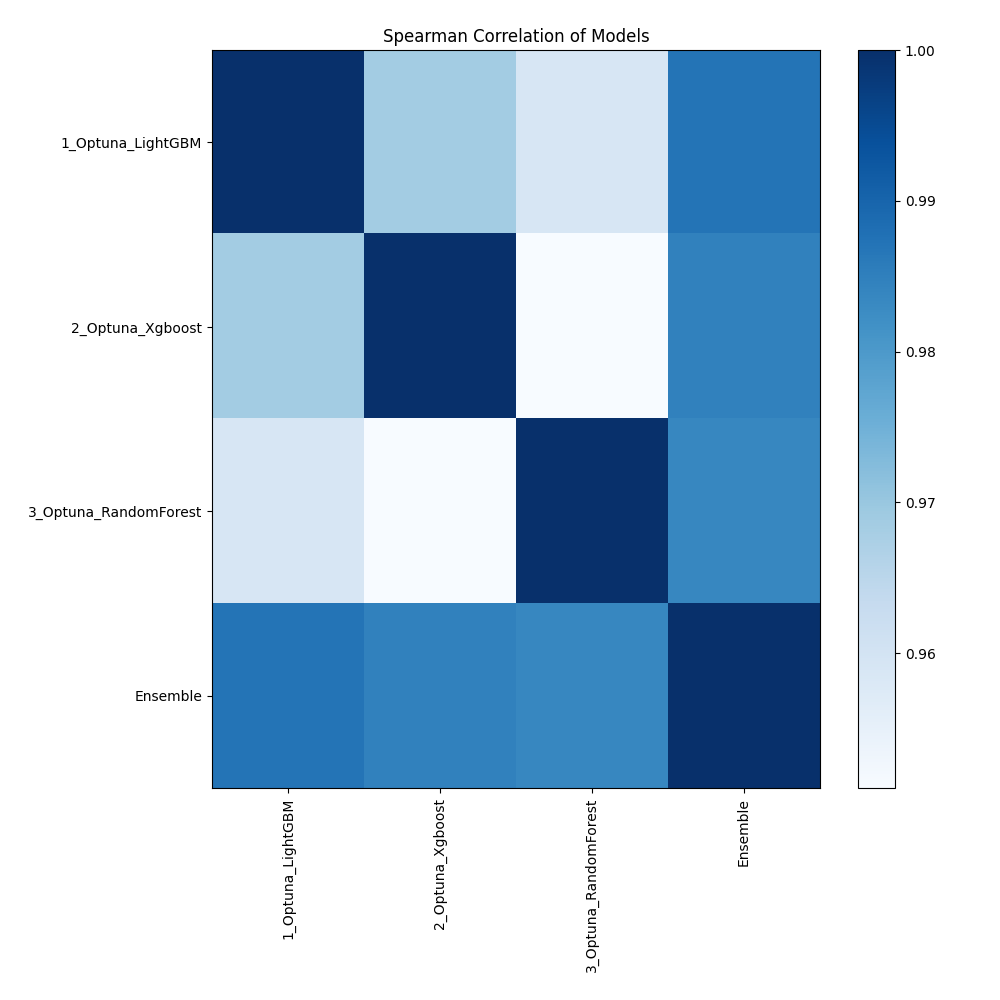 Spearman Correlation of Models
1_Optuna_LightGBM
2_Optuna_Xgboost
3_Optuna_RandomForest
Ensemble
1_Optuna_LightGBM
2_Optuna_Xgboost
3_Optuna_RandomForest
Ensemble
1.00
0.99
0.98
0.97
0.96